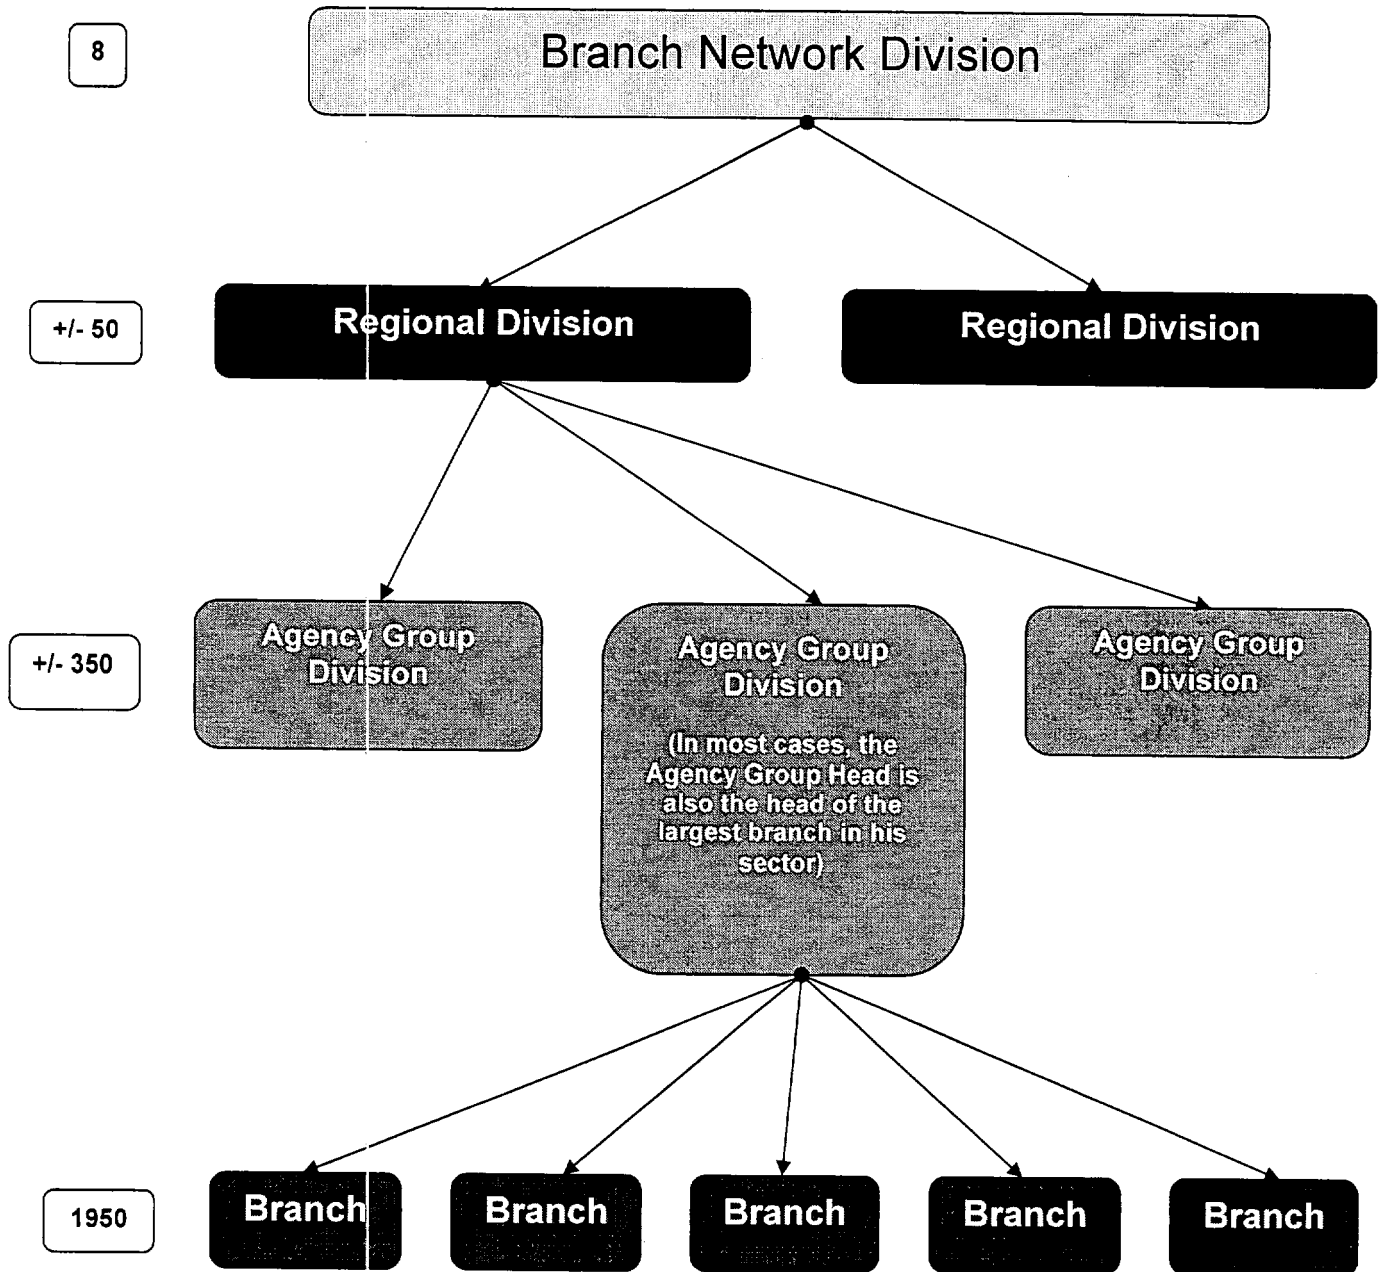 8
Branch Network Division
+/- 50
Regional Division
Regional Division
+/- 350
Agency Group
Division
Agency Group
Division
(In most cases, the
Agency Group Head is
also the head of the
largest branch in his
sector)
Agency Group
Division
1950
Branch
Branch
Branch
Branch
Branch